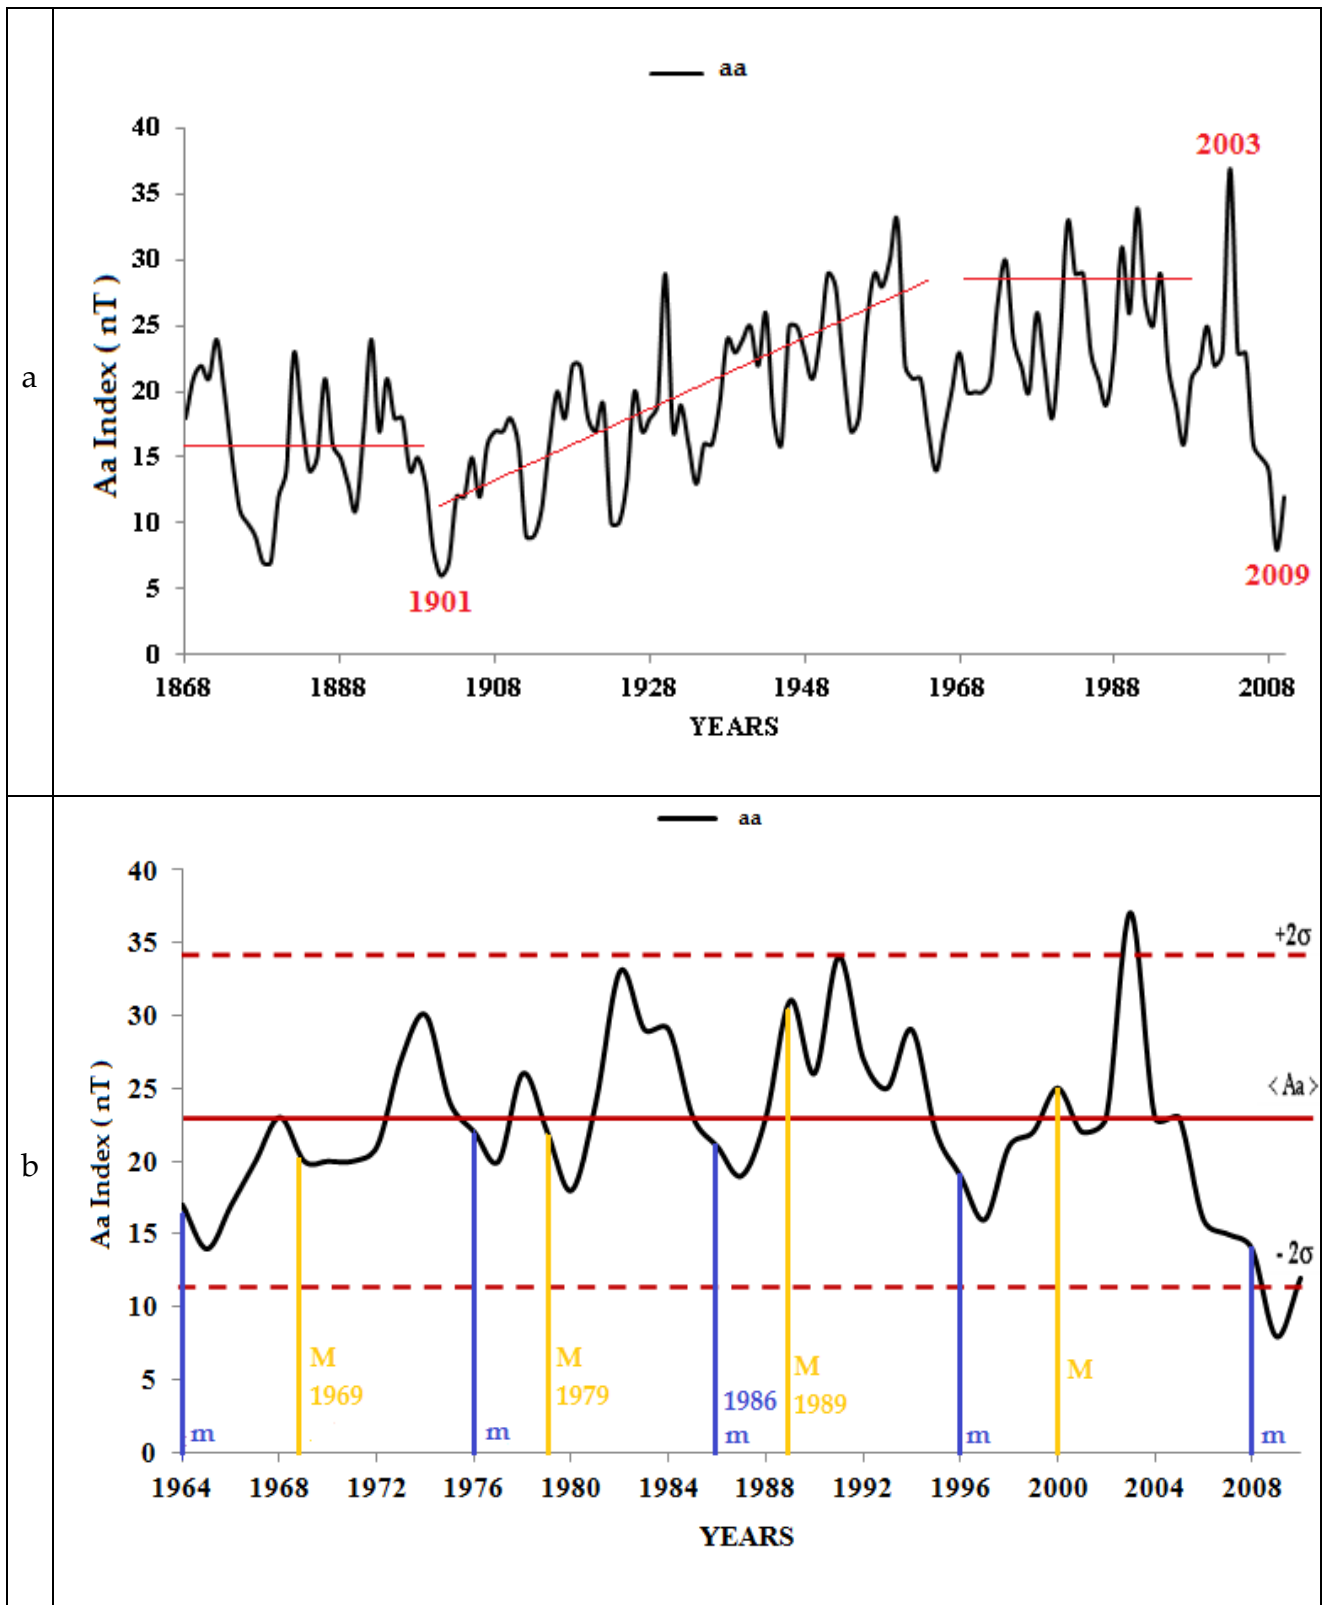 a
aa
40
35
30
25
20
15
10
5
0
Aa Index ( nT )
2003
1901
2009
1868 1888 1908 1928 1948 1968 1988 2008
YEARS
b
aa
40
35
30
25
20
15
10
5
0
Aa Index ( nT )
+2σ
< Aa >
- 2σ
M
1969
M
1979
1986
M
1989
M
m
m
m
m
m
1964 1968 1972 1976 1980 1984 1988 1992 1996 2000 2004 2008
YEARS